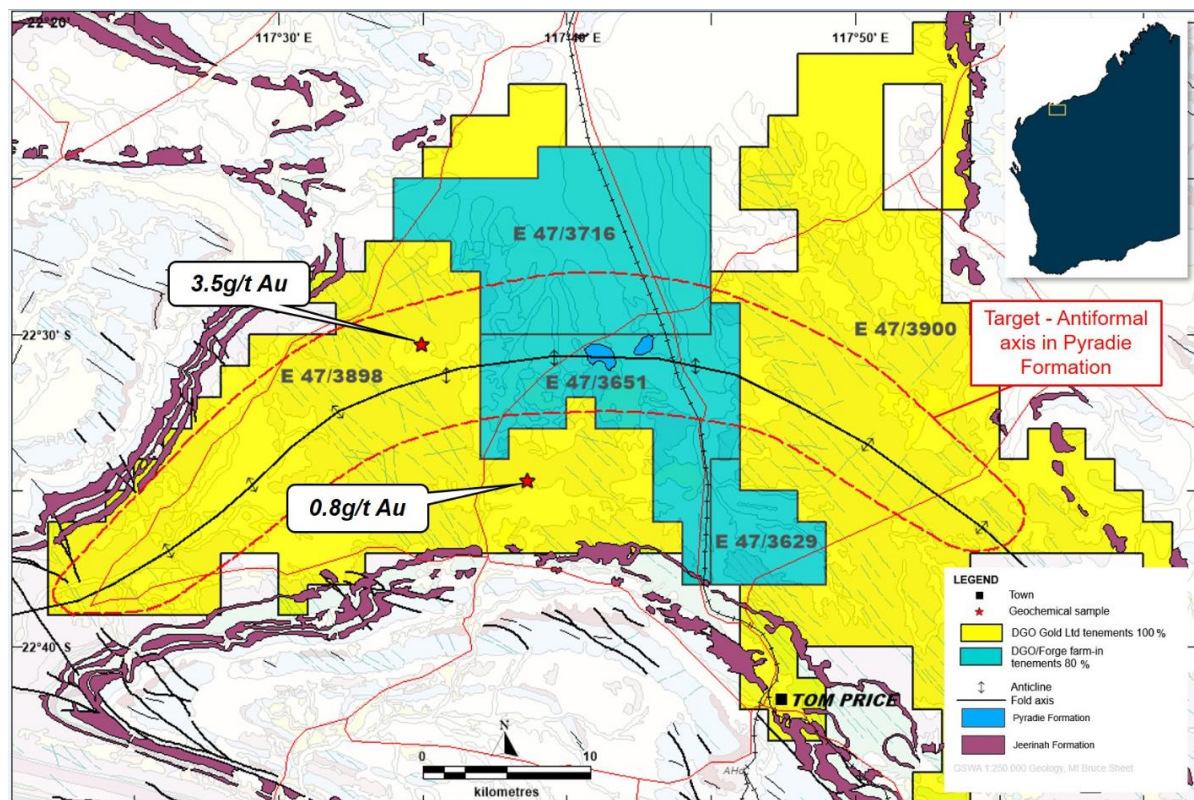 22°20'
117°30' E
117°40' E
117°50' E
E 47/3716
3.5g/t Au
22°30' S
E 47/3900
Target - Antiformal
axis in Pyradie
Formation
E 47/3898
E 47/3651
0.8g/t Au
E 47/3629
22°40' S
TOM PRICE
N
0 10
kilometres
LEGEND
Town
Geochemical sample
DGO Gold Ltd tenements 100 %
DGO/Forge farm-in
tenements 80 %
Anticline
Fold axis
Pyradie Formation
Jeerinah Formation
GSWA 1:250 000 Geology, Mt Bruce Sheet